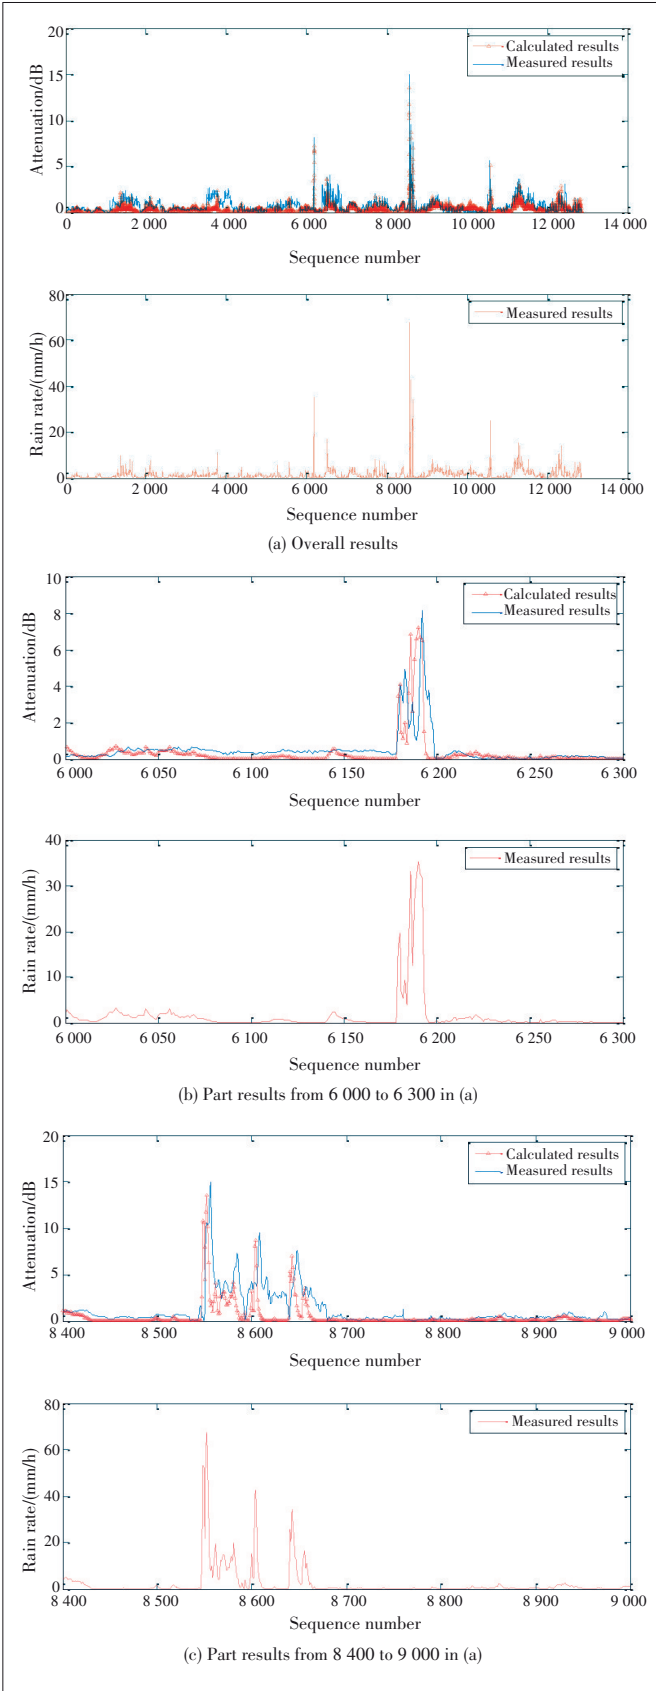 20
15
10
5
0
Attenuation/dB
Calculated results
Measured results
0 2 000 4 000 6 000 8 000 10 000 12 000 14 000
Sequence number
80
60
40
20
0
Rain rate/(mm/h)
Measured results
0 2 000 4 000 6 000 8 000 10 000 12 000 14 000
Sequence number
(a) Overall results
10
8
6
4
2
0
Attenuation/dB
Calculated results
Measured results
6 000 6 050 6 100 6 150 6 200 6 250 6 300
Sequence number
40
30
20
10
0
Rain rate/(mm/h)
Measured results
6 000 6 050 6 100 6 150 6 200 6 250 6 300
Sequence number
(b) Part results from 6 000 to 6 300 in (a)
20
15
10
5
0
Attenuation/dB
Calculated results
Measured results
8 400 8 500 8 600 8 700 8 800 8 900 9 000
Sequence number
80
60
40
20
0
Rain rate/(mm/h)
Measured results
8 400 8 500 8 600 8 700 8 800 8 900 9 000
Sequence number
(c) Part results from 8 400 to 9 000 in (a)